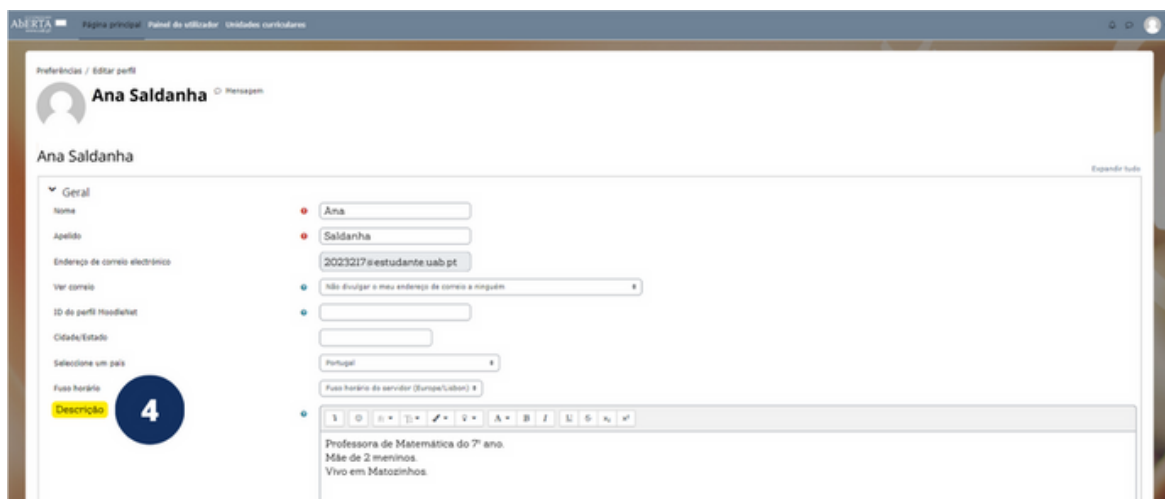 AbERTA
Página principal Painel do utilizador Unidades curriculares
Preferências / Editar perfil
Ana Saldanha Mensagem
Ana Saldanha
Expandir tudo
Geral
Nome Ana
Apelido Saldanha
Endereço de correio electrónico 2023217@estudante.uab.pt
Ver correio Não divulgar o meu endereço de correio a ninguém
ID do perfil MoodleNet
Cidade/Estado
Seleccione um país Portugal
Fuso horário Fuso horário do servidor (Europe/Lisbon)
Descrição 4
A B I U S x₂ x²
Professora de Matemática do 7º ano.
Mãe de 2 meninos.
Vivo em Matozinhos.